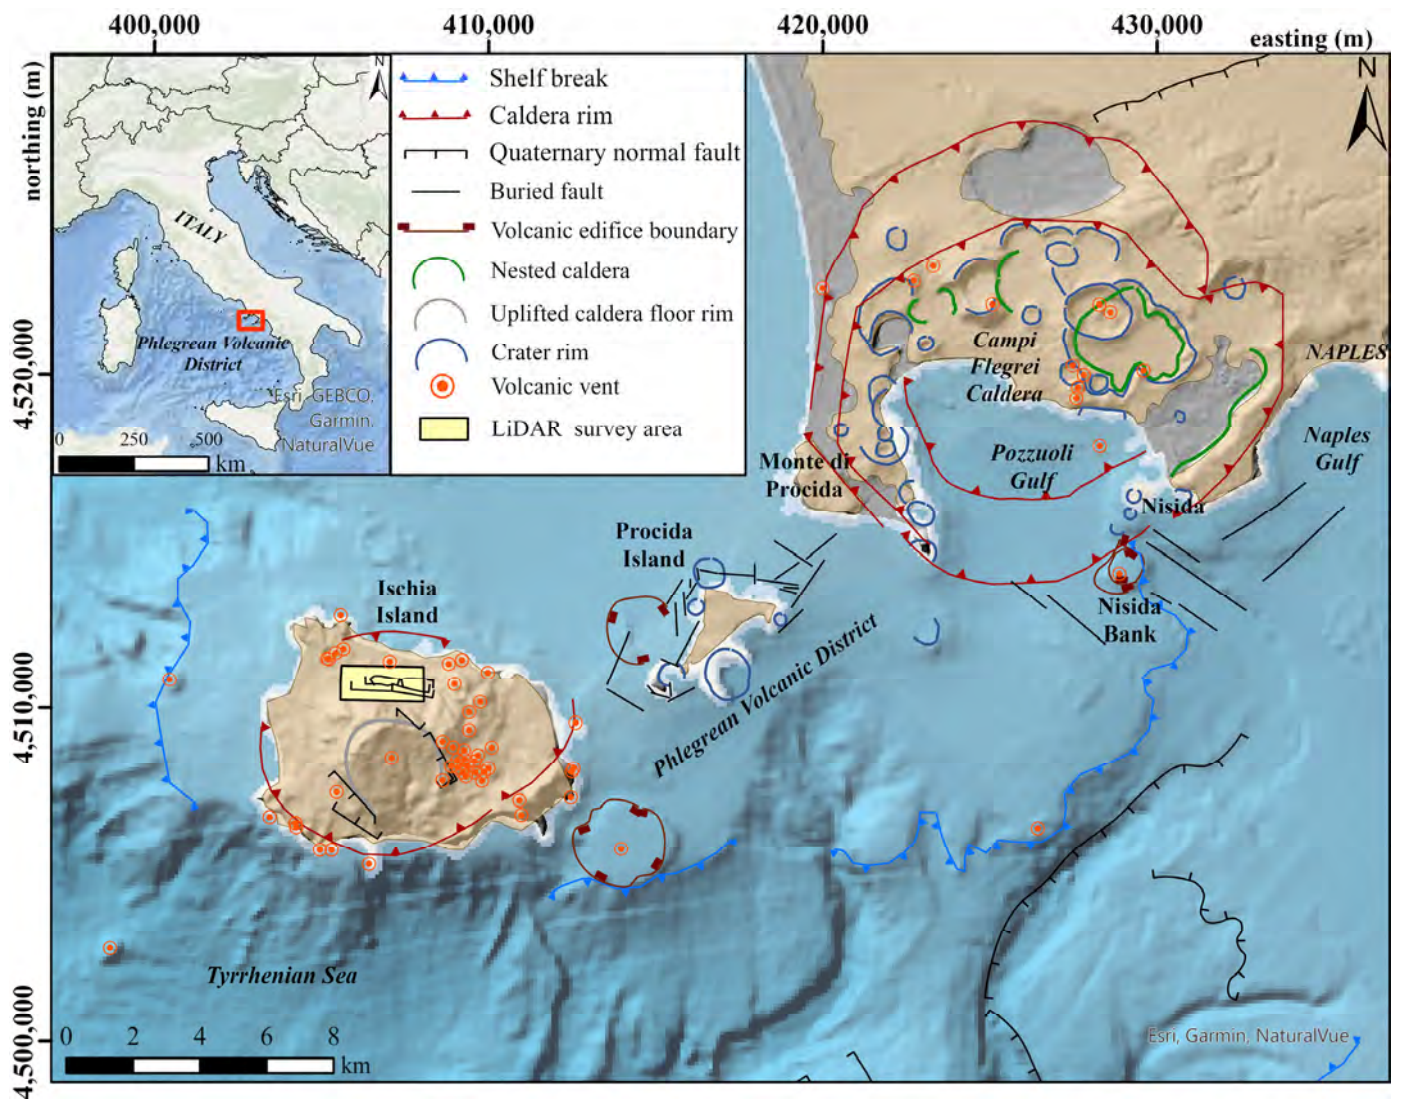 400,000
410,000
420,000
430,000
easting (m)
northing (m)
4,520,000
4,510,000
4,500,000
N
ITALY
Phlegrean Volcanic
District
Esri, GEBCO,
Garmin,
NaturalVue
0 250 500
km
Shelf break
Caldera rim
Quaternary normal fault
Buried fault
Volcanic edifice boundary
Nested caldera
Uplifted caldera floor rim
Crater rim
Volcanic vent
LiDAR survey area
N
Campi
Flegrei
Caldera
NAPLES
Naples
Gulf
Pozzuoli
Gulf
Monte di
Procida
Nisida
Procida
Island
Ischia
Island
Nisida
Bank
Phlegrean Volcanic District
Tyrrhenian Sea
0 2 4 6 8
km
Esri, Garmin, NaturalVue